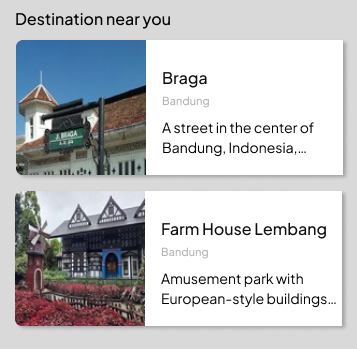 Destination near you
Braga
Bandung
A street in the center of
Bandung, Indonesia,...
J. BRAGA
Farm House Lembang
Bandung
Amusement park with
European-style buildings...